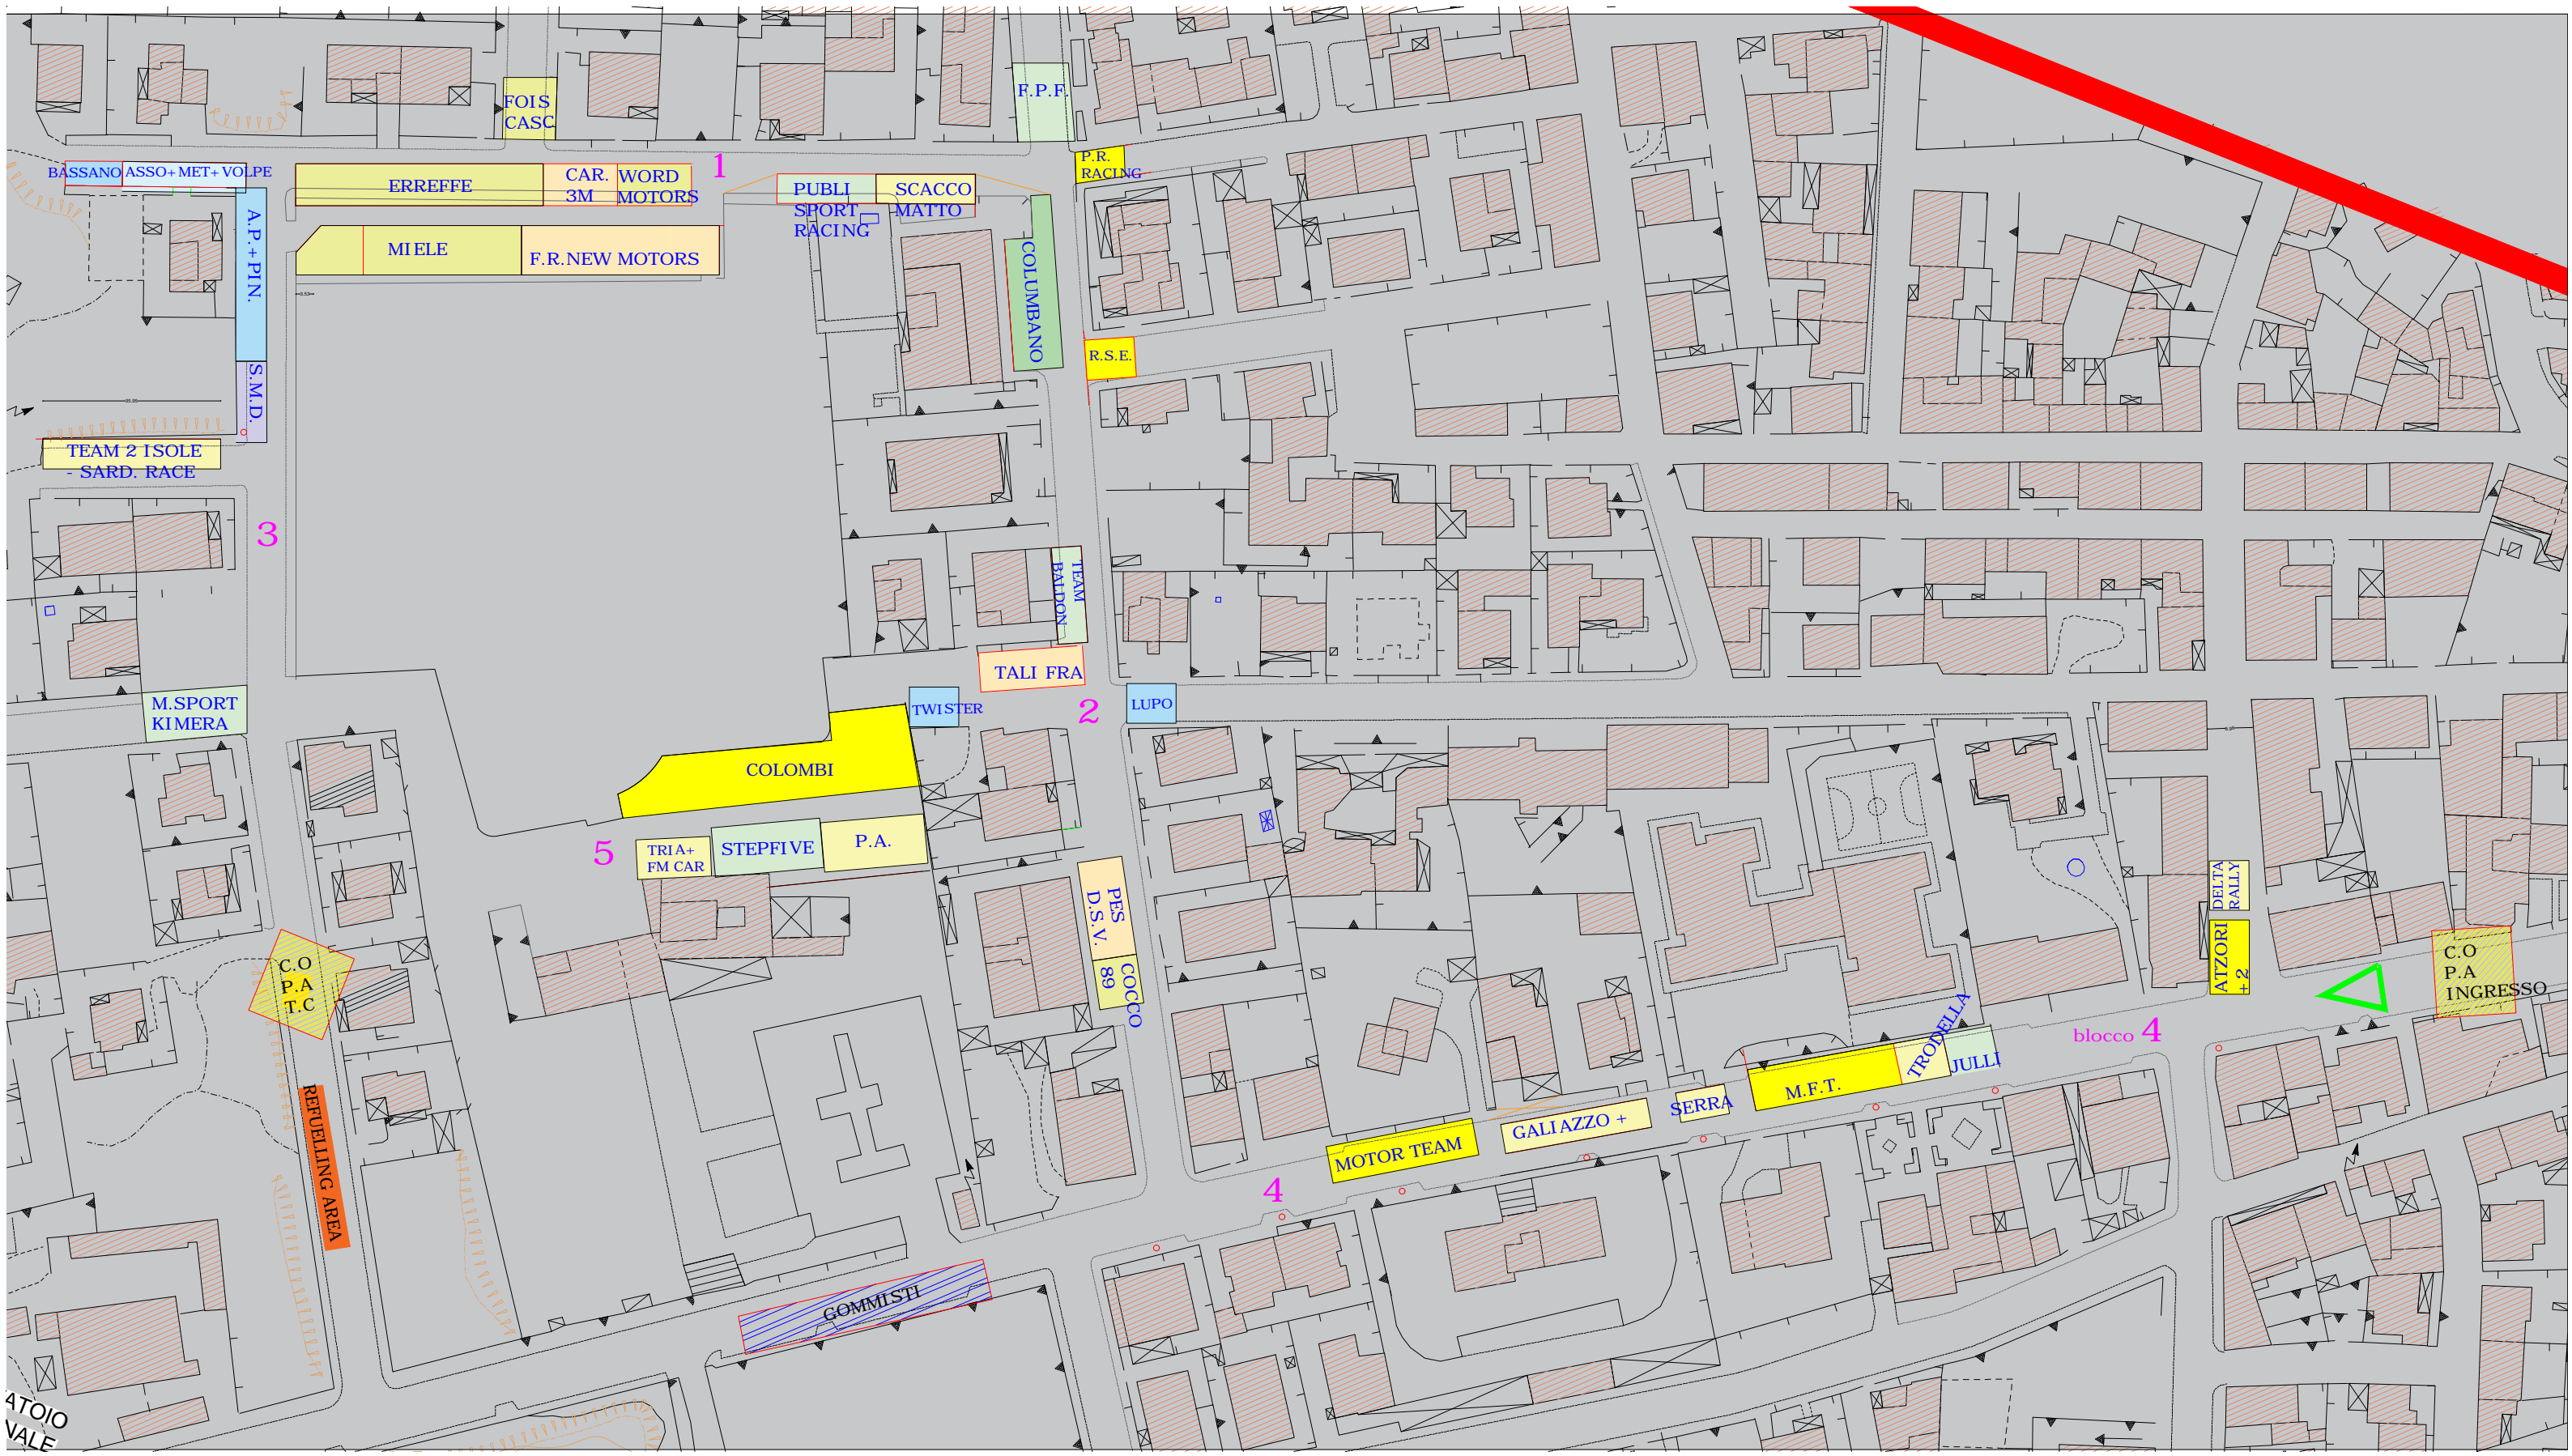 FOIS
CASC
F.P.F.
BASSANO
ASSO+MET+VOLPE
ERREFFE
CAR.
3M
WORD
MOTORS
1
PUBLI
SPORT
RACING
SCACCO
MATTO
P.R.
RACING
A.P.+PIN.
MIELE
F.R.NEW MOTORS
COLUMBANO
R.S.E.
S.M.D.
TEAM 2 ISOLE
- SARD. RACE
3
TEAM
BALDON
TALI FRA
M.SPORT
KIMERA
TWISTER
2
LUPO
COLOMBI
5
TRIA+
FM CAR
STEPFIVE
P.A.
PES
D.S.V.
COCCO
89
DELTA
RALLY
ATZORI
+2
C.O
P.A
T.C
C.O
P.A
INGRESSO
REFUELLING AREA
blocco 4
TRODELLA
JULLI
M.F.T.
SERRA
GALIAZZO +
MOTOR TEAM
4
GOMMISTI
ATOIO
NALE